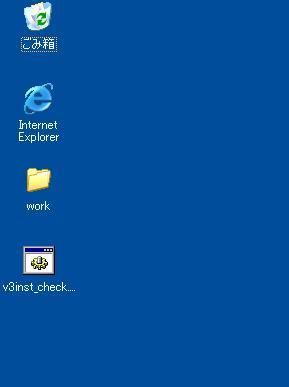 ごみ箱
Internet
Explorer
work
v3inst_check....